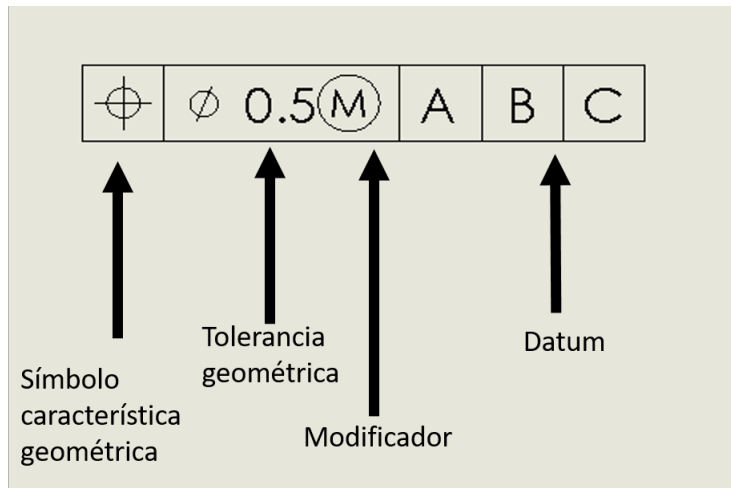 ⌖ ⌀ 0.5Ⓜ A B C
Tolerancia
geométrica
Datum
Símbolo
característica
geométrica
Modificador